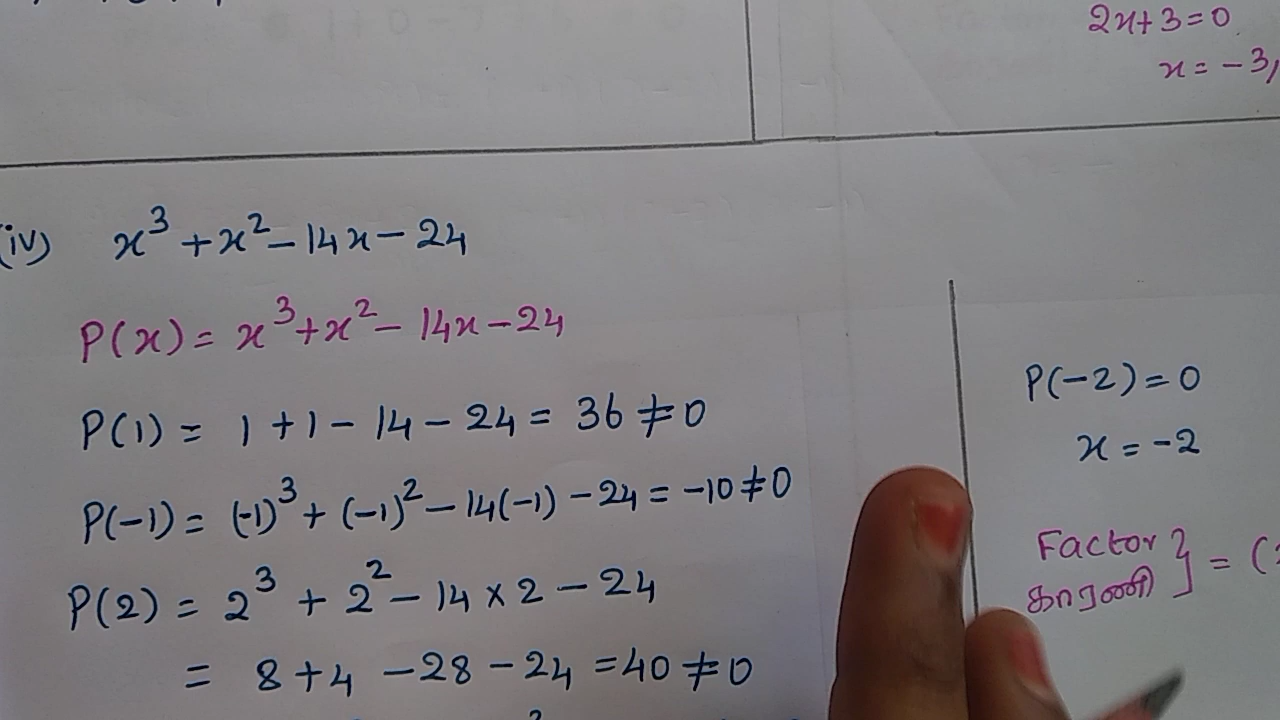 2x+3=0
x = -3/
(iv) x³+x²-14x-24
P(x) = x³+x²-14x-24
P(1) = 1+1-14-24 = 36≠0
P(-1) = (-1)³+(-1)²-14(-1)-24 = -10≠0
P(2) = 2³+2²-14×2-24
= 8+4-28-24 =40≠0
P(-2)=0
x = -2
Factor
காரணி } = (